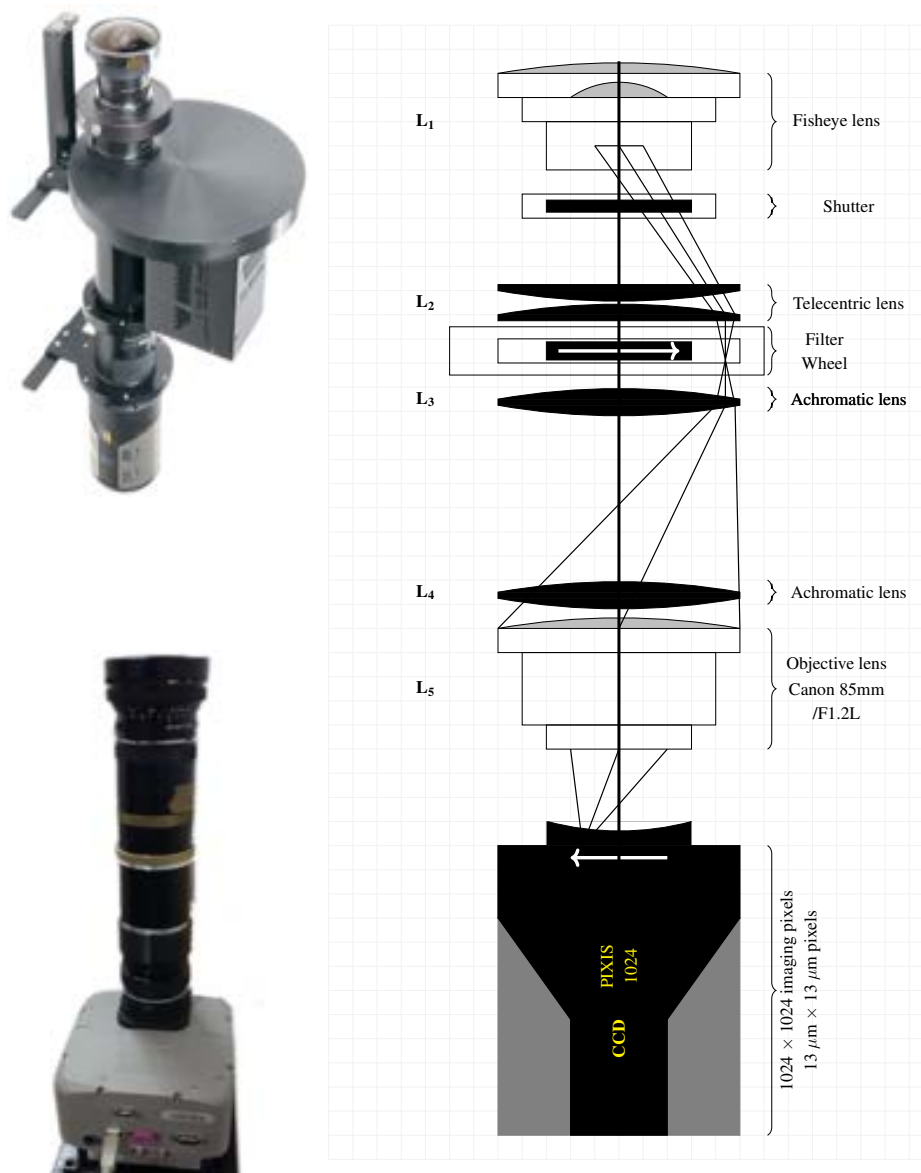 L1
Fisheye lens
Shutter
L2
Telecentric lens
Filter
Wheel
L3
Achromatic lens
L4
Achromatic lens
L5
Objective lens
Canon 85mm
/F1.2L
PIXIS
1024
CCD
1024 × 1024 imaging pixels
13 μm × 13 μm pixels